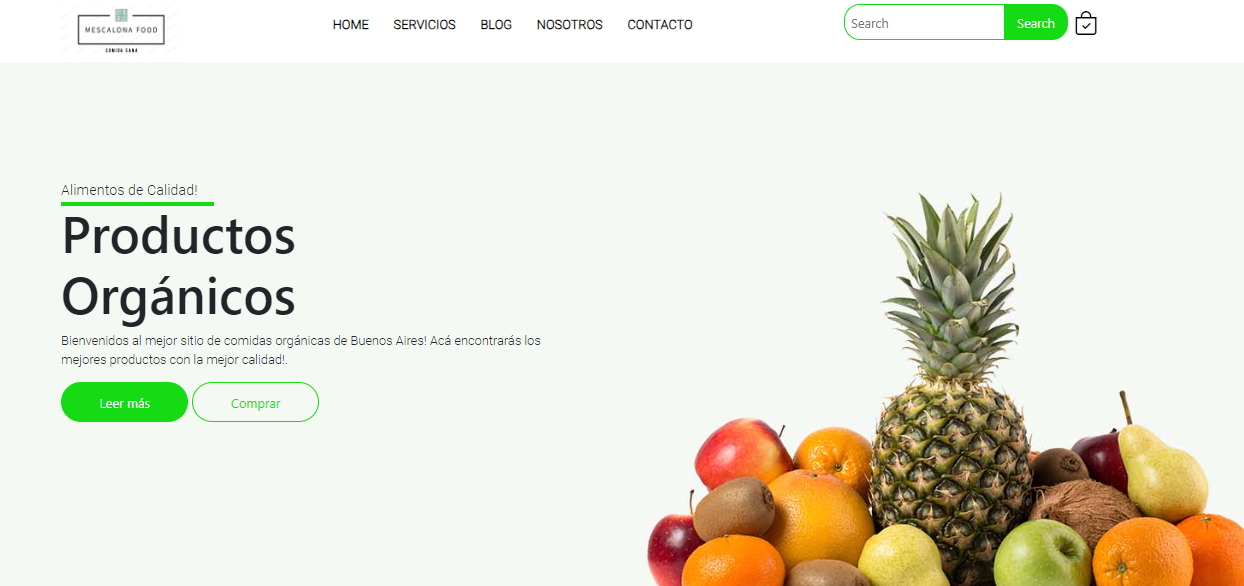 MESCALONA FOOD
COMIDA SANA
HOME SERVICIOS BLOG NOSOTROS CONTACTO
Search Search
Alimentos de Calidad!
Productos
Orgánicos
Bienvenidos al mejor sitio de comidas orgánicas de Buenos Aires! Acá encontrarás los
mejores productos con la mejor calidad!.
Leer más Comprar